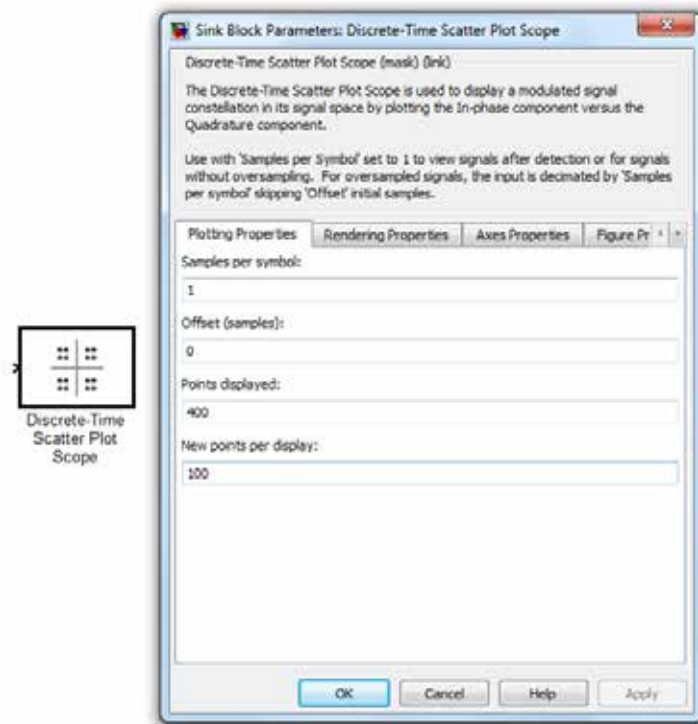 Sink Block Parameters: Discrete-Time Scatter Plot Scope
Discrete-Time Scatter Plot Scope (mask) (link)
The Discrete-Time Scatter Plot Scope is used to display a modulated signal
constellation in its signal space by plotting the In-phase component versus the
Quadrature component.
Use with 'Samples per Symbol' set to 1 to view signals after detection or for signals
without oversampling. For oversampled signals, the input is decimated by 'Samples
per symbol' skipping 'Offset' initial samples.
Plotting Properties Rendering Properties Axes Properties Figure Pr
Samples per symbol:
1
Offset (samples):
0
Points displayed:
400
New points per display:
100
OK Cancel Help Apply
Discrete-Time
Scatter Plot
Scope